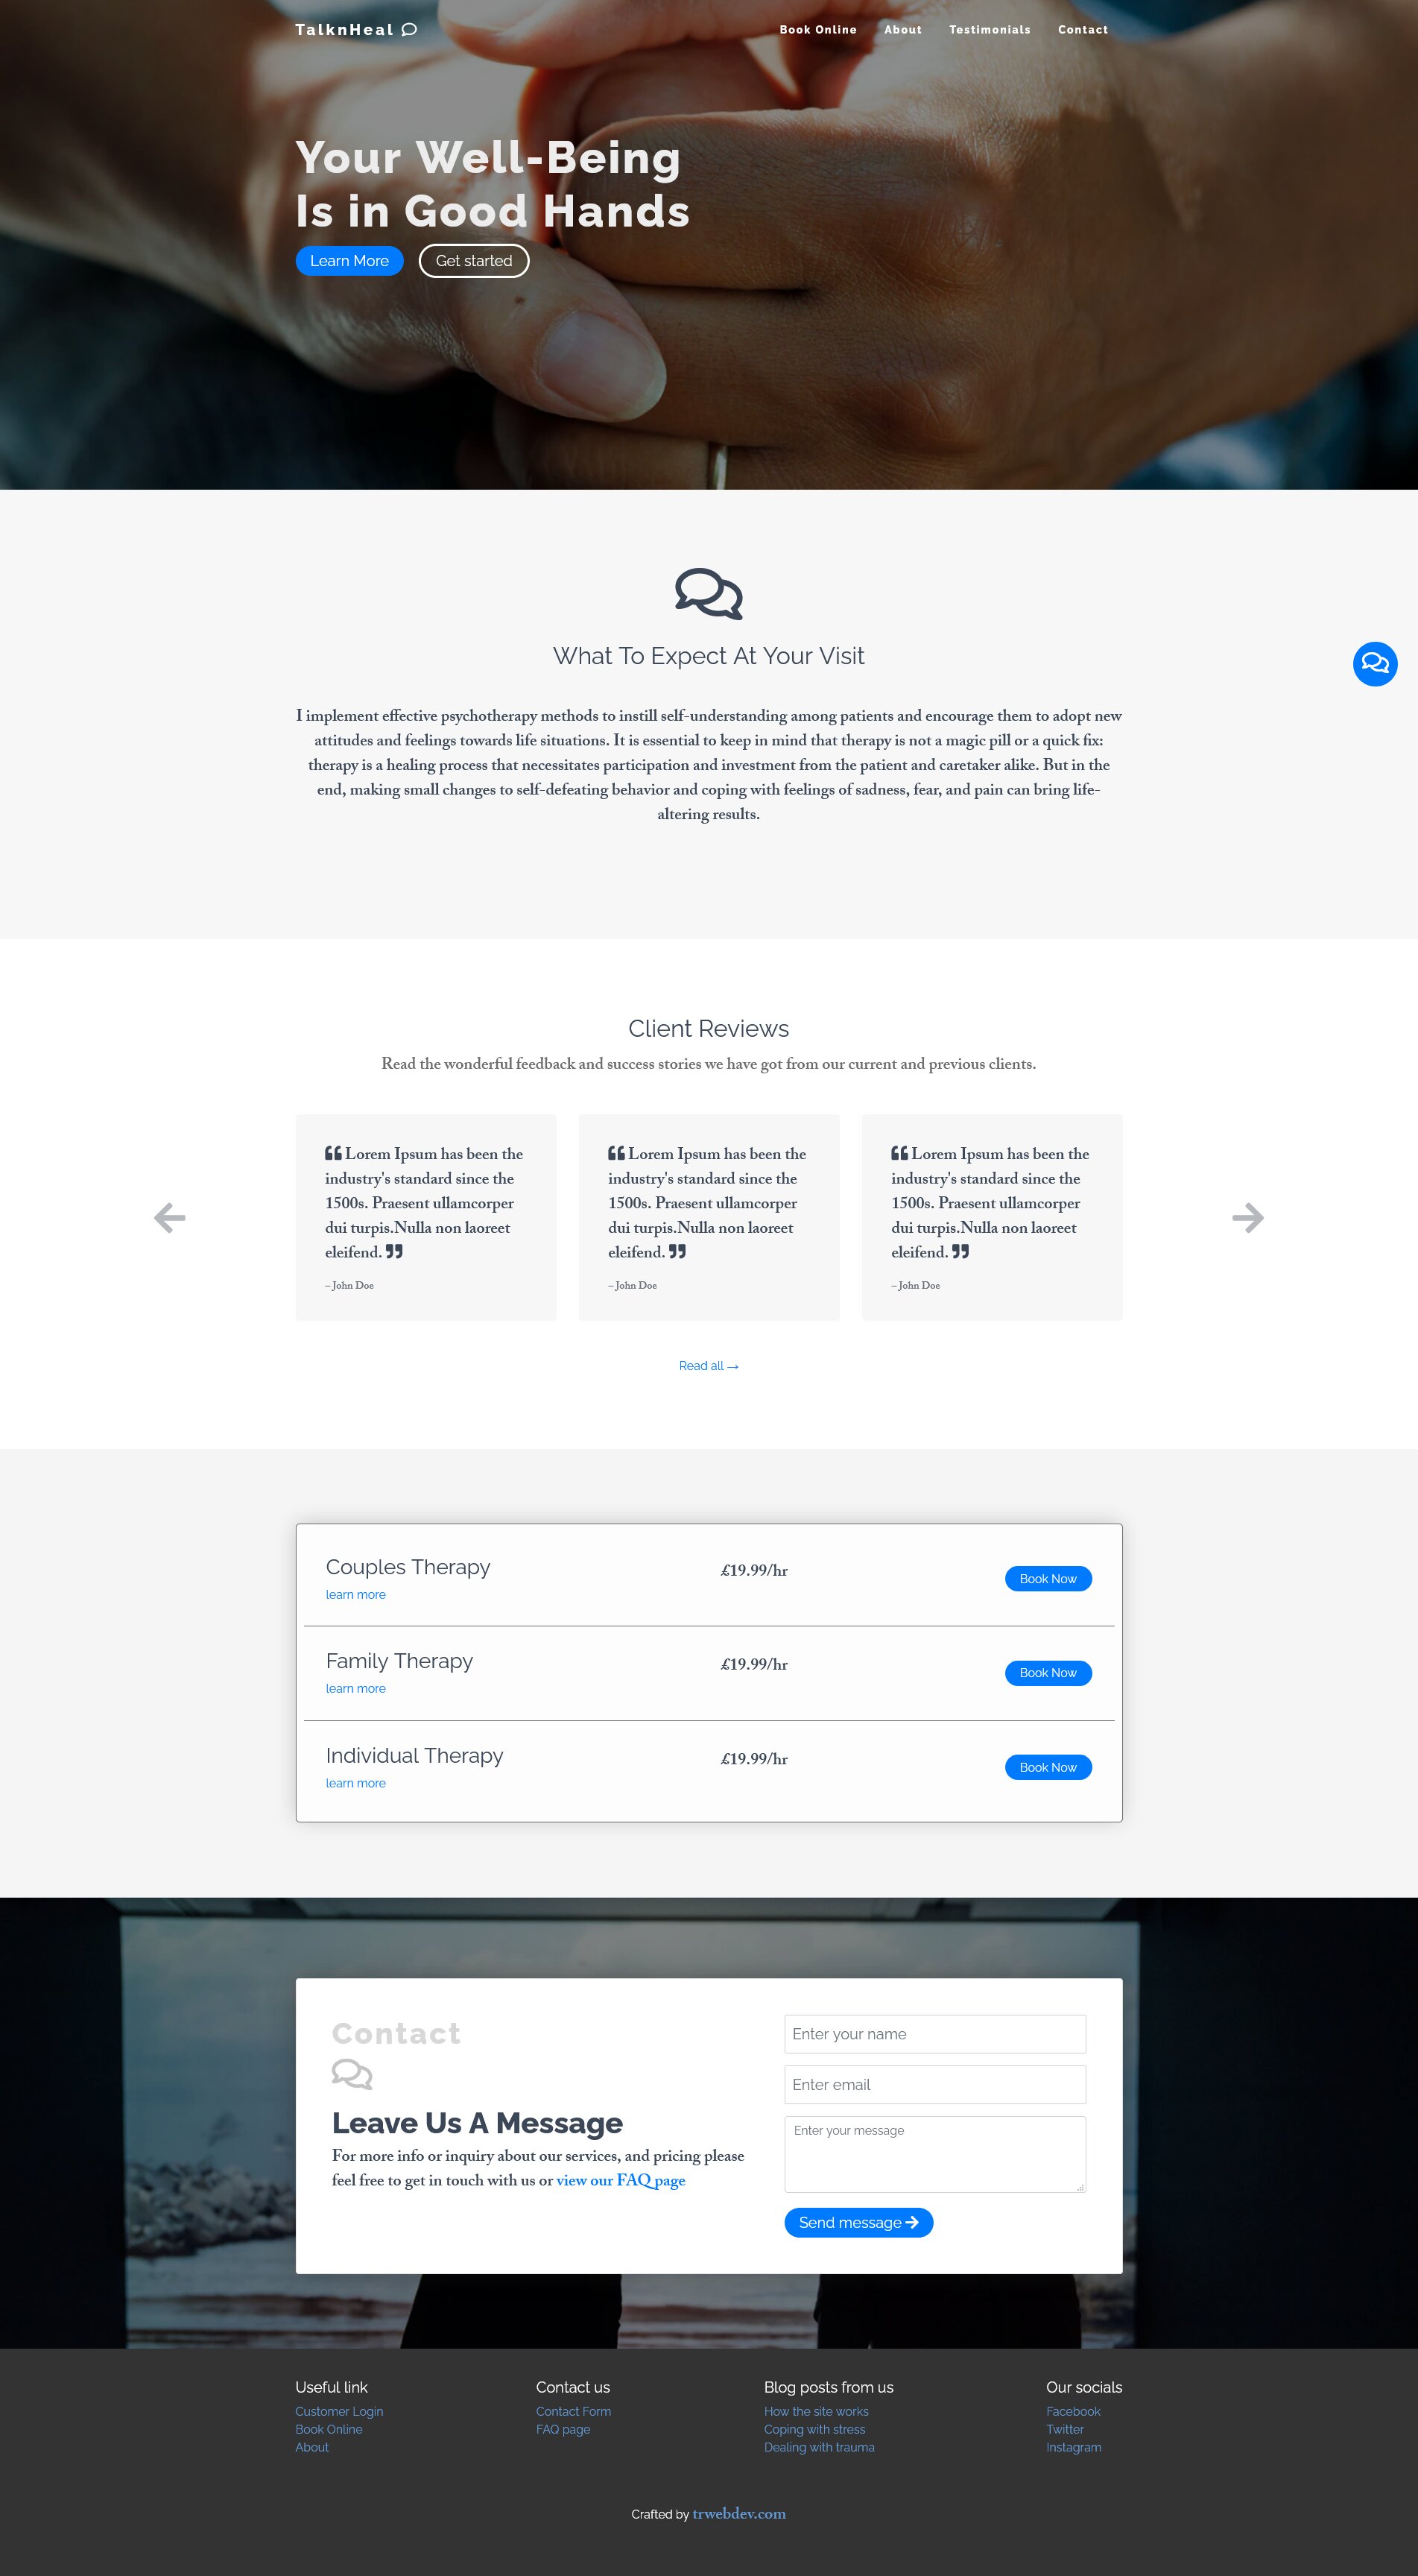 TalknHeal
Book Online About Testimonials Contact
Your Well-Being
Is in Good Hands
Learn More Get started
What To Expect At Your Visit
I implement effective psychotherapy methods to instill self-understanding among patients and encourage them to adopt new
attitudes and feelings towards life situations. It is essential to keep in mind that therapy is not a magic pill or a quick fix:
therapy is a healing process that necessitates participation and investment from the patient and caretaker alike. But in the
end, making small changes to self-defeating behavior and coping with feelings of sadness, fear, and pain can bring life-
altering results.
Client Reviews
Read the wonderful feedback and success stories we have got from our current and previous clients.
“ Lorem Ipsum has been the
industry's standard since the
1500s. Praesent ullamcorper
dui turpis.Nulla non laoreet
eleifend. ”
– John Doe
“ Lorem Ipsum has been the
industry's standard since the
1500s. Praesent ullamcorper
dui turpis.Nulla non laoreet
eleifend. ”
– John Doe
“ Lorem Ipsum has been the
industry's standard since the
1500s. Praesent ullamcorper
dui turpis.Nulla non laoreet
eleifend. ”
– John Doe
Read all →
Couples Therapy
learn more
£19.99/hr
Book Now
Family Therapy
learn more
£19.99/hr
Book Now
Individual Therapy
learn more
£19.99/hr
Book Now
Contact
Leave Us A Message
For more info or inquiry about our services, and pricing please
feel free to get in touch with us or view our FAQ page
Enter your name
Enter email
Enter your message
Send message →
Useful link
Customer Login
Book Online
About
Contact us
Contact Form
FAQ page
Blog posts from us
How the site works
Coping with stress
Dealing with trauma
Our socials
Facebook
Twitter
Instagram
Crafted by trwebdev.com